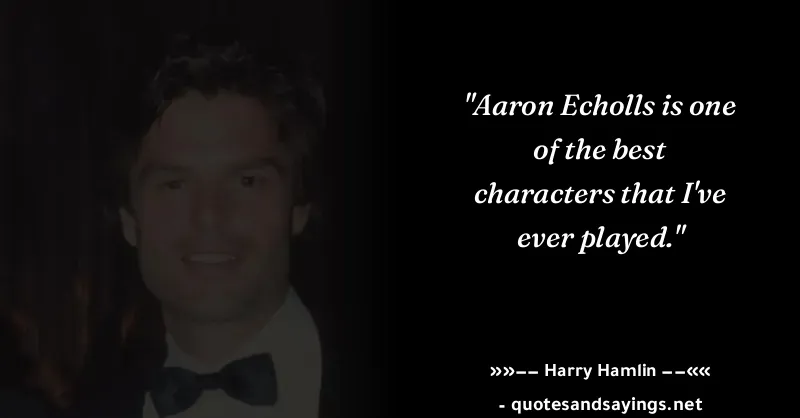 "Aaron Echolls is one
of the best
characters that I've
ever played."
»»−− Harry Hamlin −−««
- quotesandsayings.net